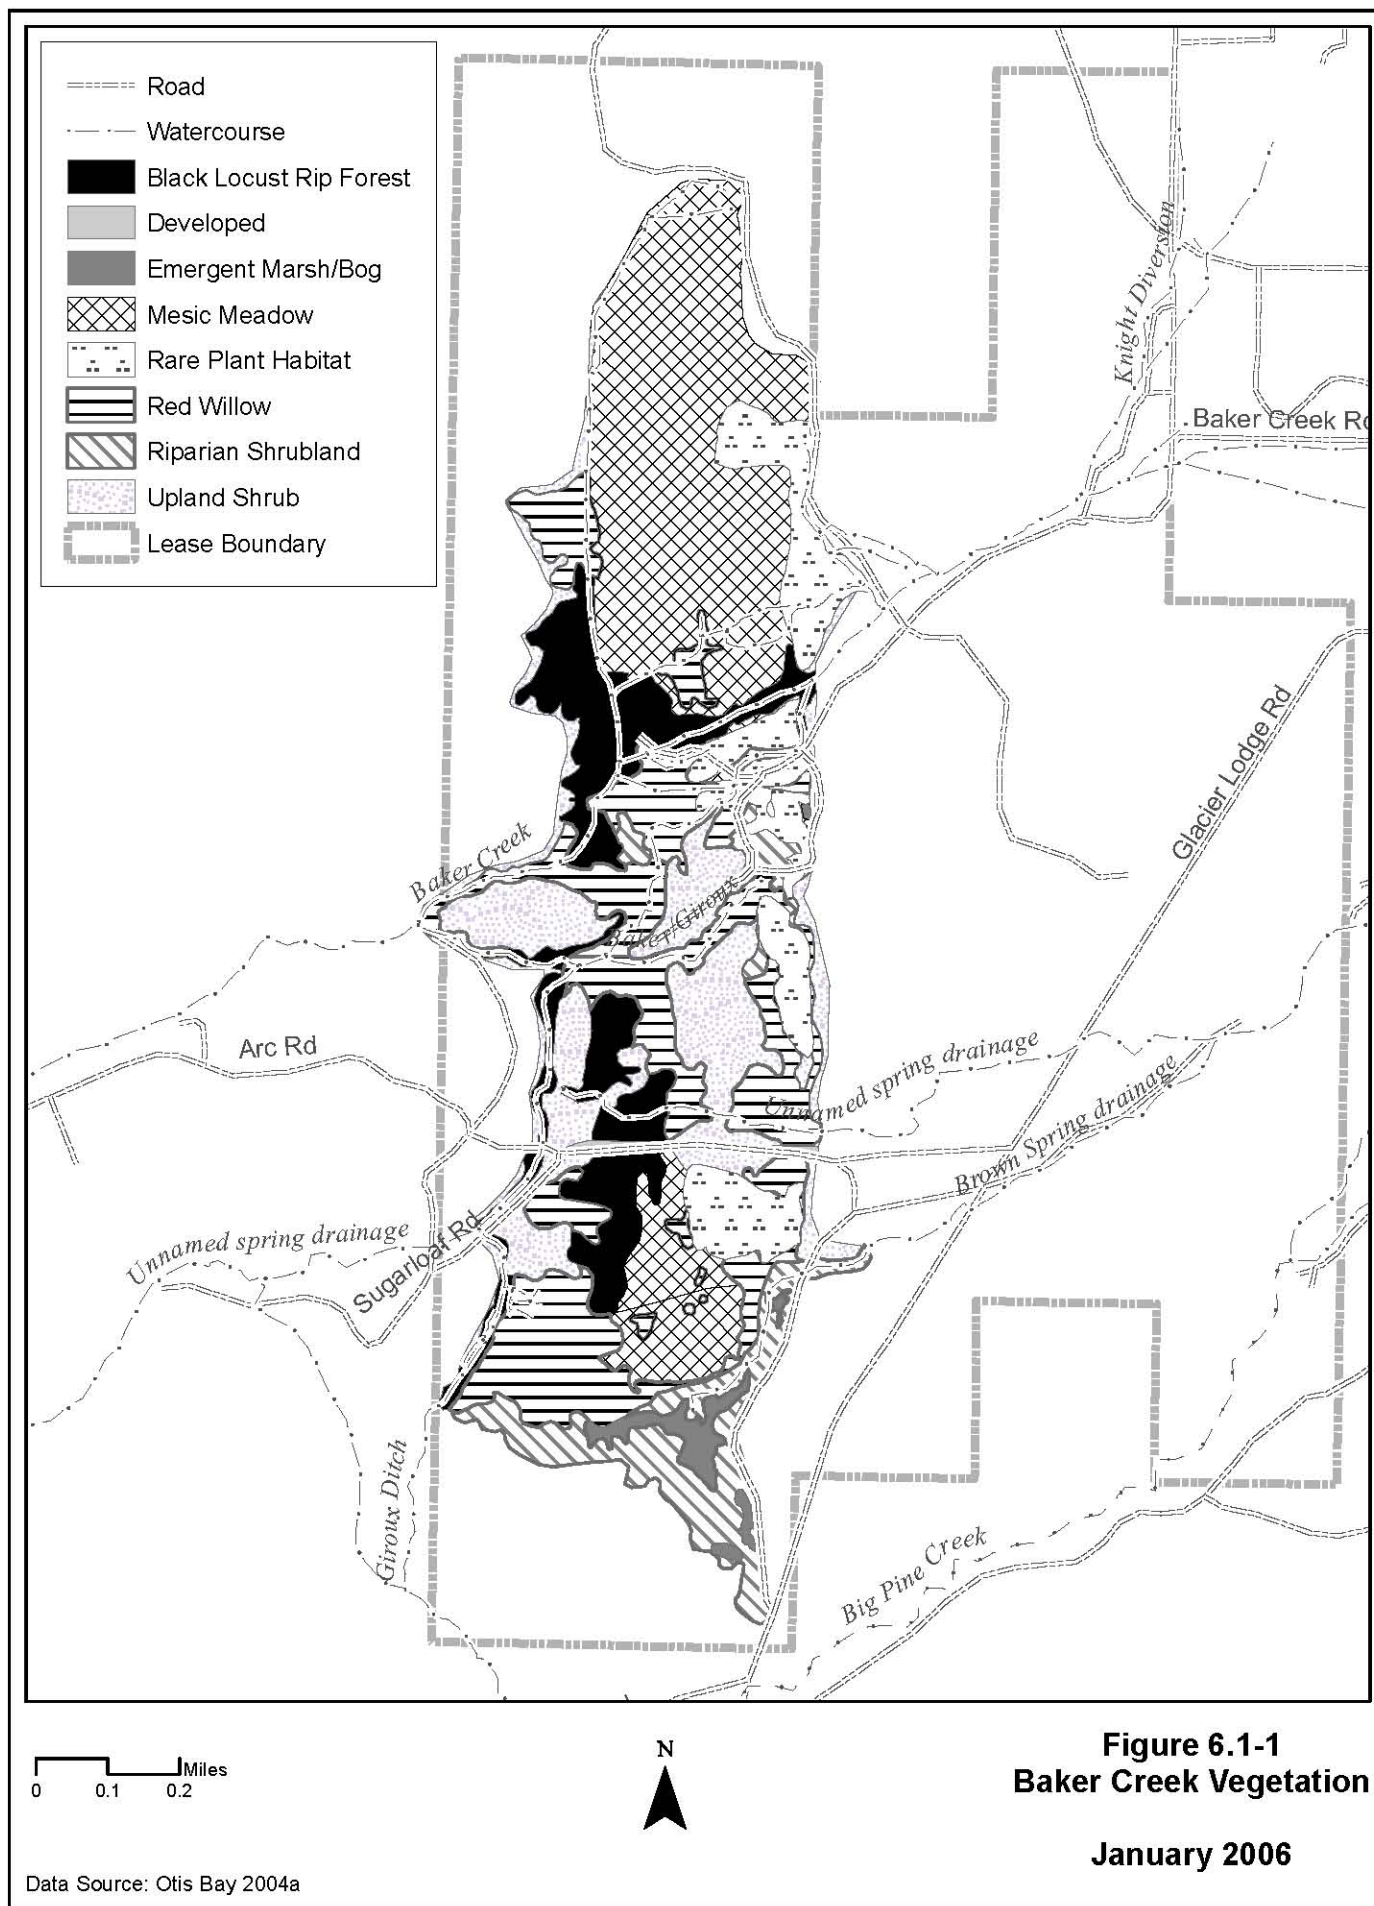 Road
Watercourse
Black Locust Rip Forest
Developed
Emergent Marsh/Bog
Mesic Meadow
Rare Plant Habitat
Red Willow
Riparian Shrubland
Upland Shrub
Lease Boundary
Knight Diversion
Baker Creek Rd
Glacier Lodge Rd
Baker Creek
Baker/Giroux
Arc Rd
Unnamed spring drainage
Brown Spring drainage
Unnamed spring drainage
Sugarloaf Rd
Giroux Ditch
Big Pine Creek
Miles
0 0.1 0.2
N
Figure 6.1-1
Baker Creek Vegetation
January 2006
Data Source: Otis Bay 2004a